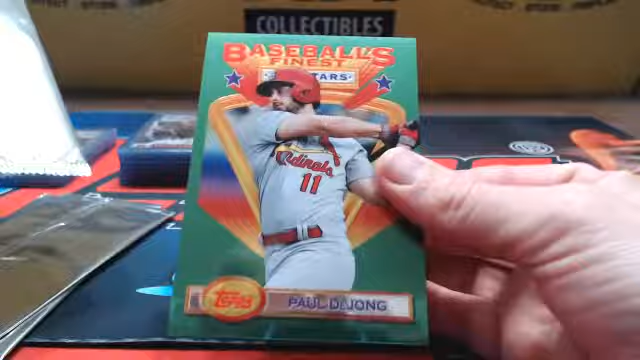 COLLECTIBLES
BASEBALL'S
FINEST
STARS
Cardinals
11
Topps
PAUL DEJONG